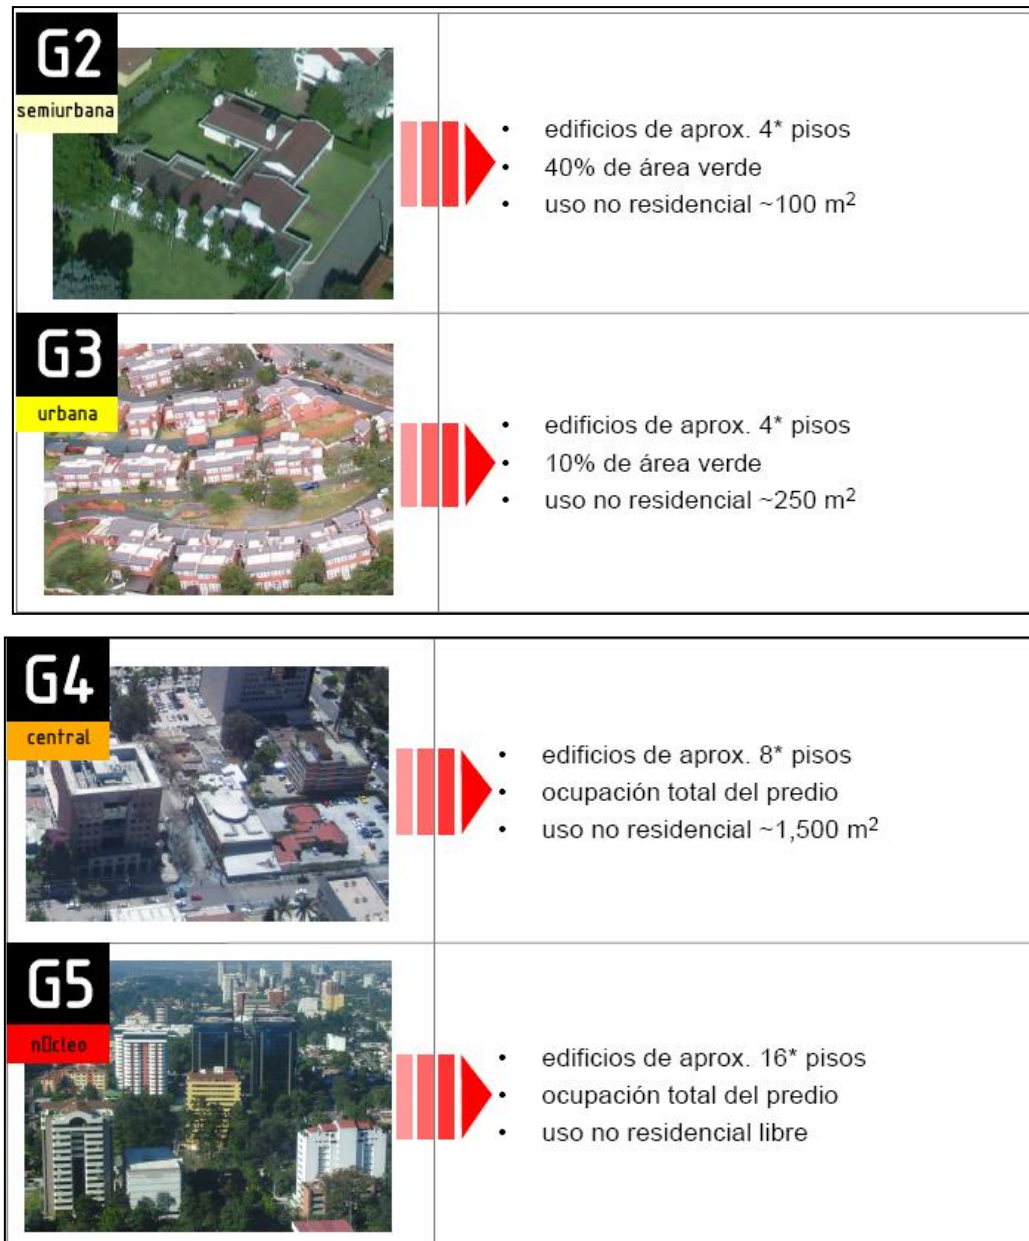 G2
semiurbana
• edificios de aprox. 4* pisos
• 40% de área verde
• uso no residencial ~100 m²
G3
urbana
• edificios de aprox. 4* pisos
• 10% de área verde
• uso no residencial ~250 m²
G4
central
• edificios de aprox. 8* pisos
• ocupación total del predio
• uso no residencial ~1,500 m²
G5
n▯cleo
• edificios de aprox. 16* pisos
• ocupación total del predio
• uso no residencial libre